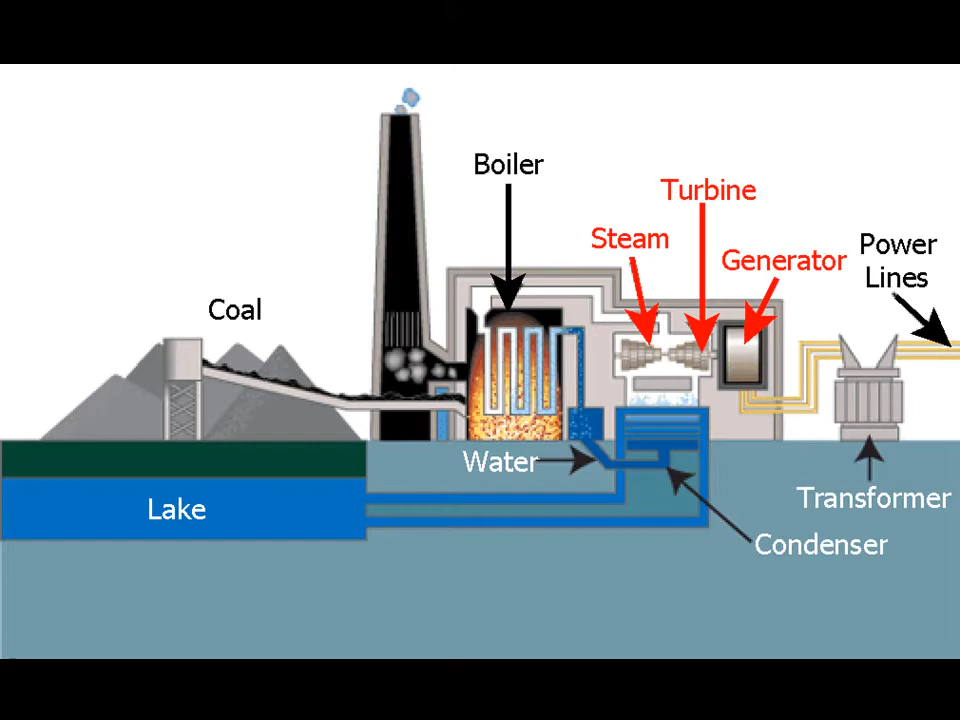 Boiler
Turbine
Steam
Generator
Power
Lines
Coal
Water
Lake
Transformer
Condenser